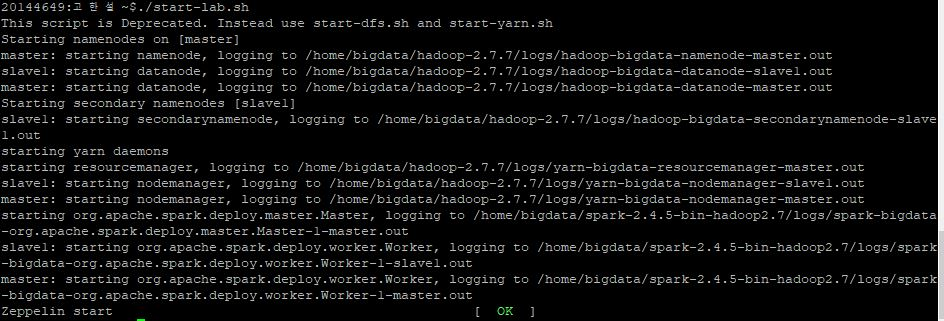 20144649:고 한 설 ~$./start-lab.sh
This script is Deprecated. Instead use start-dfs.sh and start-yarn.sh
Starting namenodes on [master]
master: starting namenode, logging to /home/bigdata/hadoop-2.7.7/logs/hadoop-bigdata-namenode-master.out
slave1: starting datanode, logging to /home/bigdata/hadoop-2.7.7/logs/hadoop-bigdata-datanode-slave1.out
master: starting datanode, logging to /home/bigdata/hadoop-2.7.7/logs/hadoop-bigdata-datanode-master.out
Starting secondary namenodes [slave1]
slave1: starting secondarynamenode, logging to /home/bigdata/hadoop-2.7.7/logs/hadoop-bigdata-secondarynamenode-slave
1.out
starting yarn daemons
starting resourcemanager, logging to /home/bigdata/hadoop-2.7.7/logs/yarn-bigdata-resourcemanager-master.out
slave1: starting nodemanager, logging to /home/bigdata/hadoop-2.7.7/logs/yarn-bigdata-nodemanager-slave1.out
master: starting nodemanager, logging to /home/bigdata/hadoop-2.7.7/logs/yarn-bigdata-nodemanager-master.out
starting org.apache.spark.deploy.master.Master, logging to /home/bigdata/spark-2.4.5-bin-hadoop2.7/logs/spark-bigdata
-org.apache.spark.deploy.master.Master-1-master.out
slave1: starting org.apache.spark.deploy.worker.Worker, logging to /home/bigdata/spark-2.4.5-bin-hadoop2.7/logs/spark
-bigdata-org.apache.spark.deploy.worker.Worker-1-slave1.out
master: starting org.apache.spark.deploy.worker.Worker, logging to /home/bigdata/spark-2.4.5-bin-hadoop2.7/logs/spark
-bigdata-org.apache.spark.deploy.worker.Worker-1-master.out
Zeppelin start [ OK ]